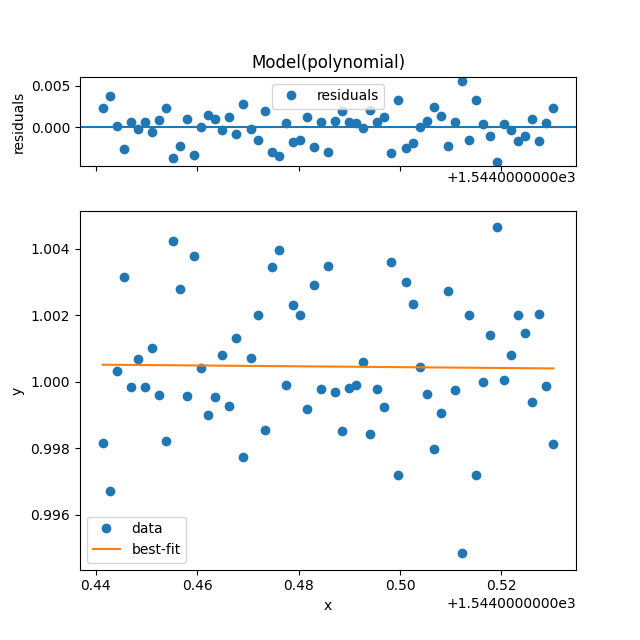 Model(polynomial)
0.005
0.000
residuals
residuals
+1.5440000000e3
1.004
1.002
1.000
0.998
0.996
y
data
best-fit
0.44
0.46
0.48
0.50
0.52
x
+1.5440000000e3